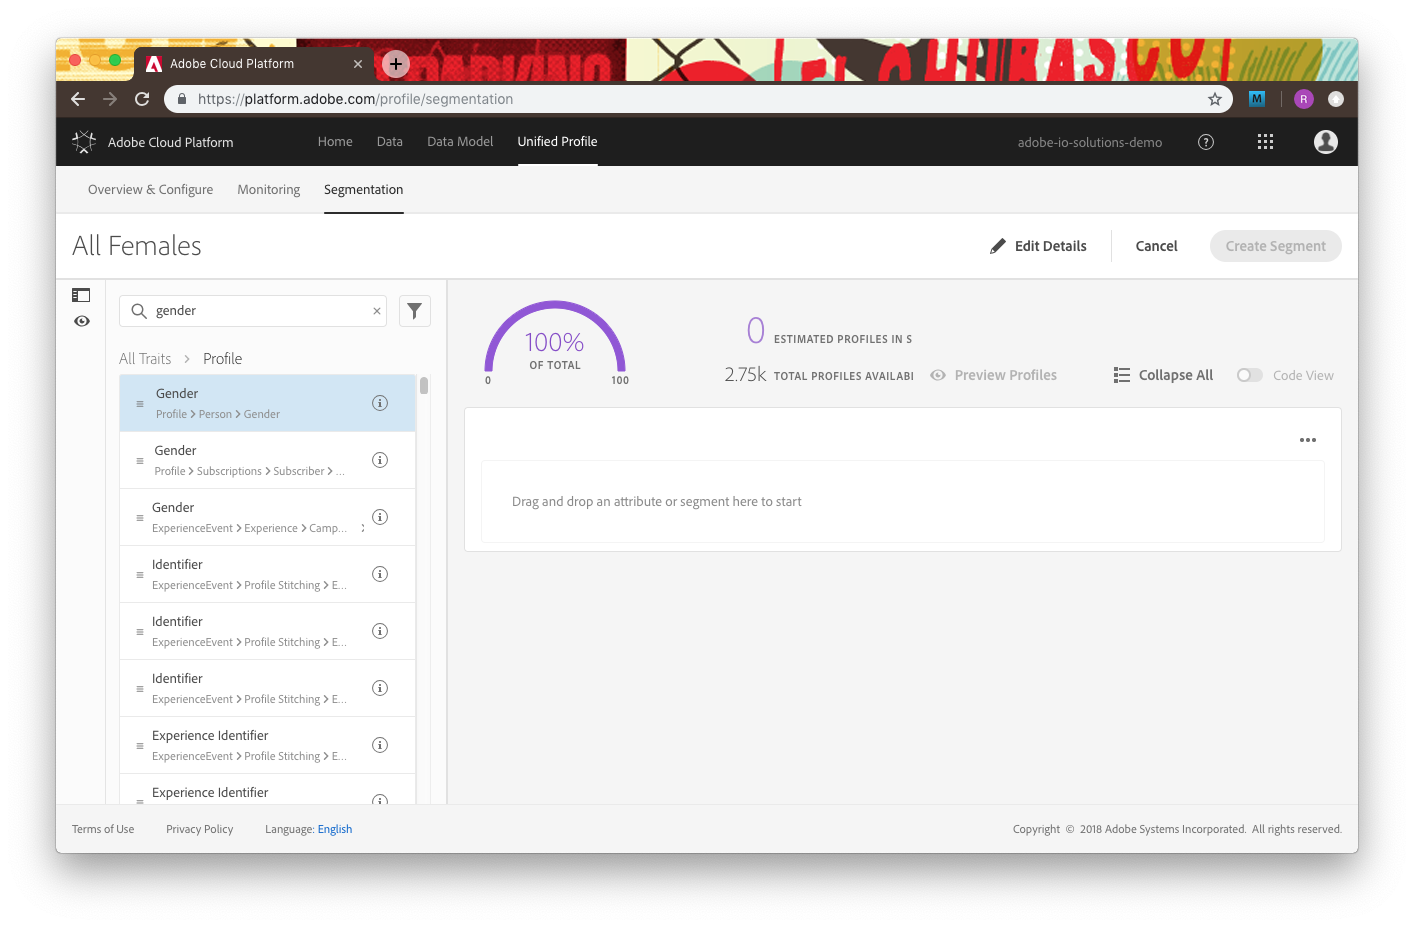 Adobe Cloud Platform
https://platform.adobe.com/profile/segmentation
M
R
Adobe Cloud Platform
Home
Data
Data Model
Unified Profile
adobe-io-solutions-demo
Overview & Configure
Monitoring
Segmentation
All Females
Edit Details
Cancel
Create Segment
gender
All Traits > Profile
Gender
Profile > Person > Gender
Gender
Profile > Subscriptions > Subscriber > ...
Gender
ExperienceEvent > Experience > Camp... >
Identifier
ExperienceEvent > Profile Stitching > E...
Identifier
ExperienceEvent > Profile Stitching > E...
Identifier
ExperienceEvent > Profile Stitching > E...
Experience Identifier
ExperienceEvent > Profile Stitching > E...
Experience Identifier
100%
OF TOTAL
0
100
0 ESTIMATED PROFILES IN S
2.75k TOTAL PROFILES AVAILABI
Preview Profiles
Collapse All
Code View
Drag and drop an attribute or segment here to start
Terms of Use
Privacy Policy
Language: English
Copyright © 2018 Adobe Systems Incorporated. All rights reserved.